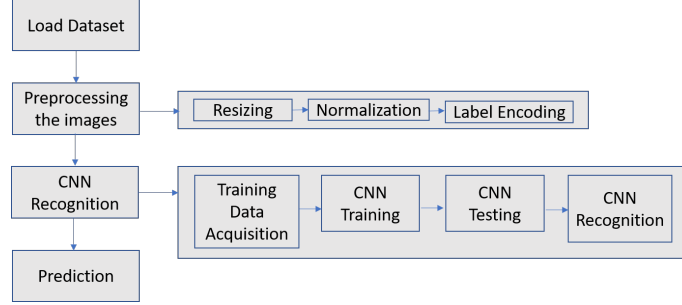 Load Dataset
Preprocessing
the images
Resizing
Normalization
Label Encoding
CNN
Recognition
Training
Data
Acquisition
CNN
Training
CNN
Testing
CNN
Recognition
Prediction